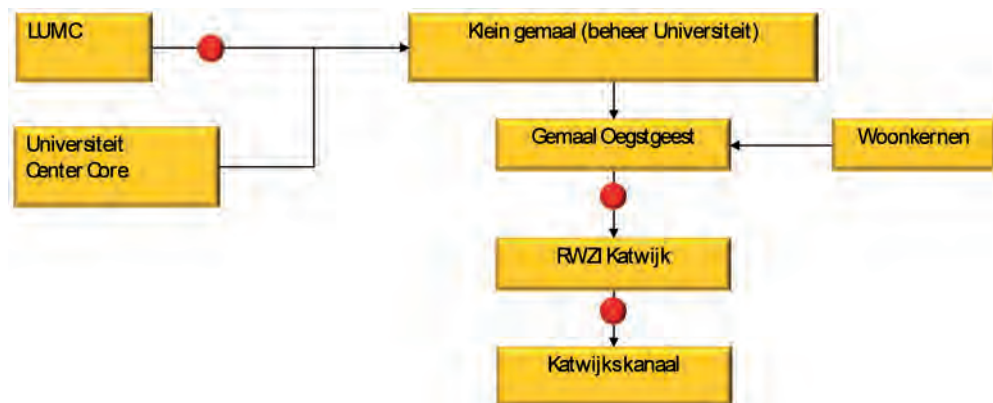 LUMC
Klein gemaal (beheer Universiteit)
Universiteit
Center Core
Gemaal Oegstgeest
Woonkernen
RWZI Katwijk
Katwijkskanaal